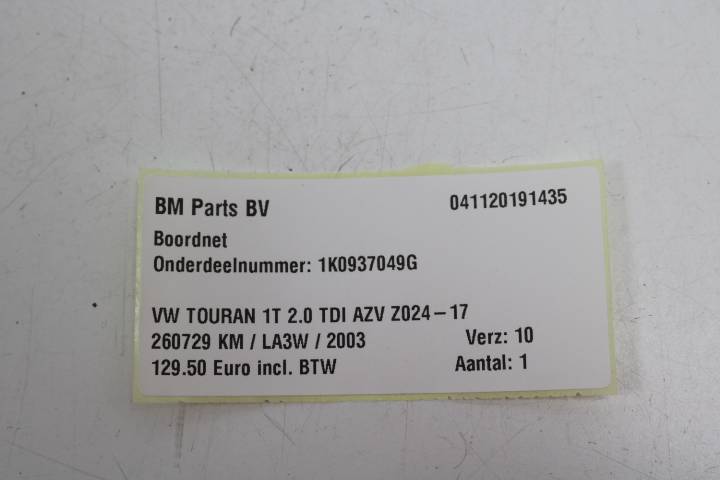 BM Parts BV 041120191435
Boordnet
Onderdeelnummer: 1K0937049G
VW TOURAN 1T 2.0 TDI AZV Z024-17
260729 KM / LA3W / 2003 Verz: 10
129.50 Euro incl. BTW Aantal: 1